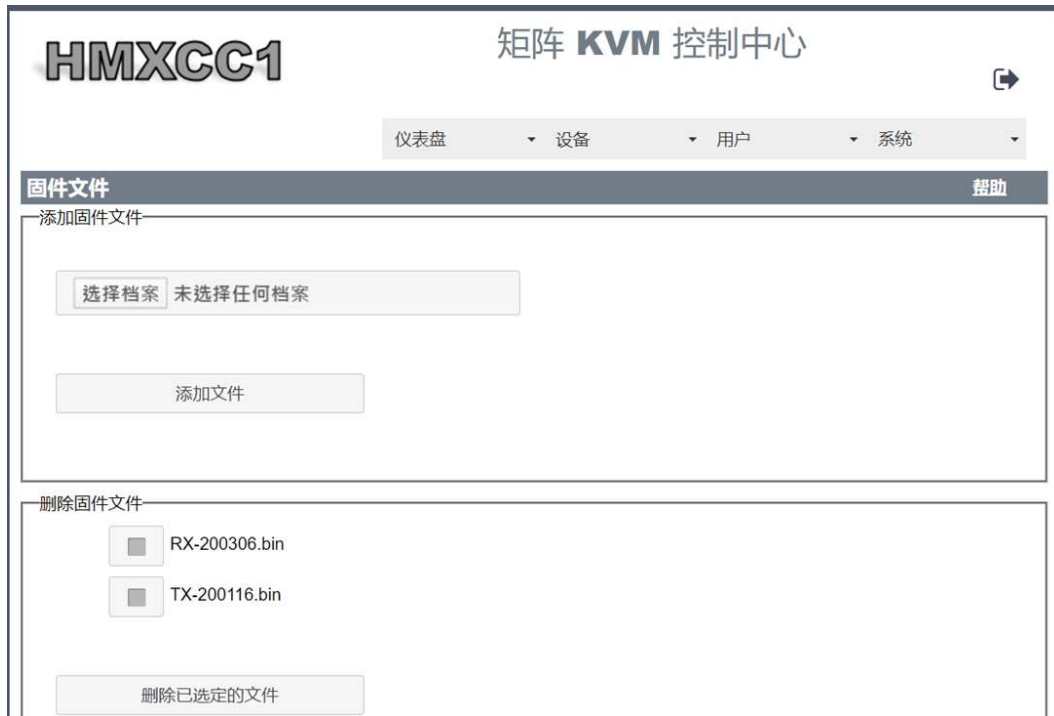 HMXCC1
矩阵 KVM 控制中心
仪表盘 设备 用户 系统
固件文件 帮助
添加固件文件
选择档案 未选择任何档案
添加文件
删除固件文件
RX-200306.bin
TX-200116.bin
删除已选定的文件